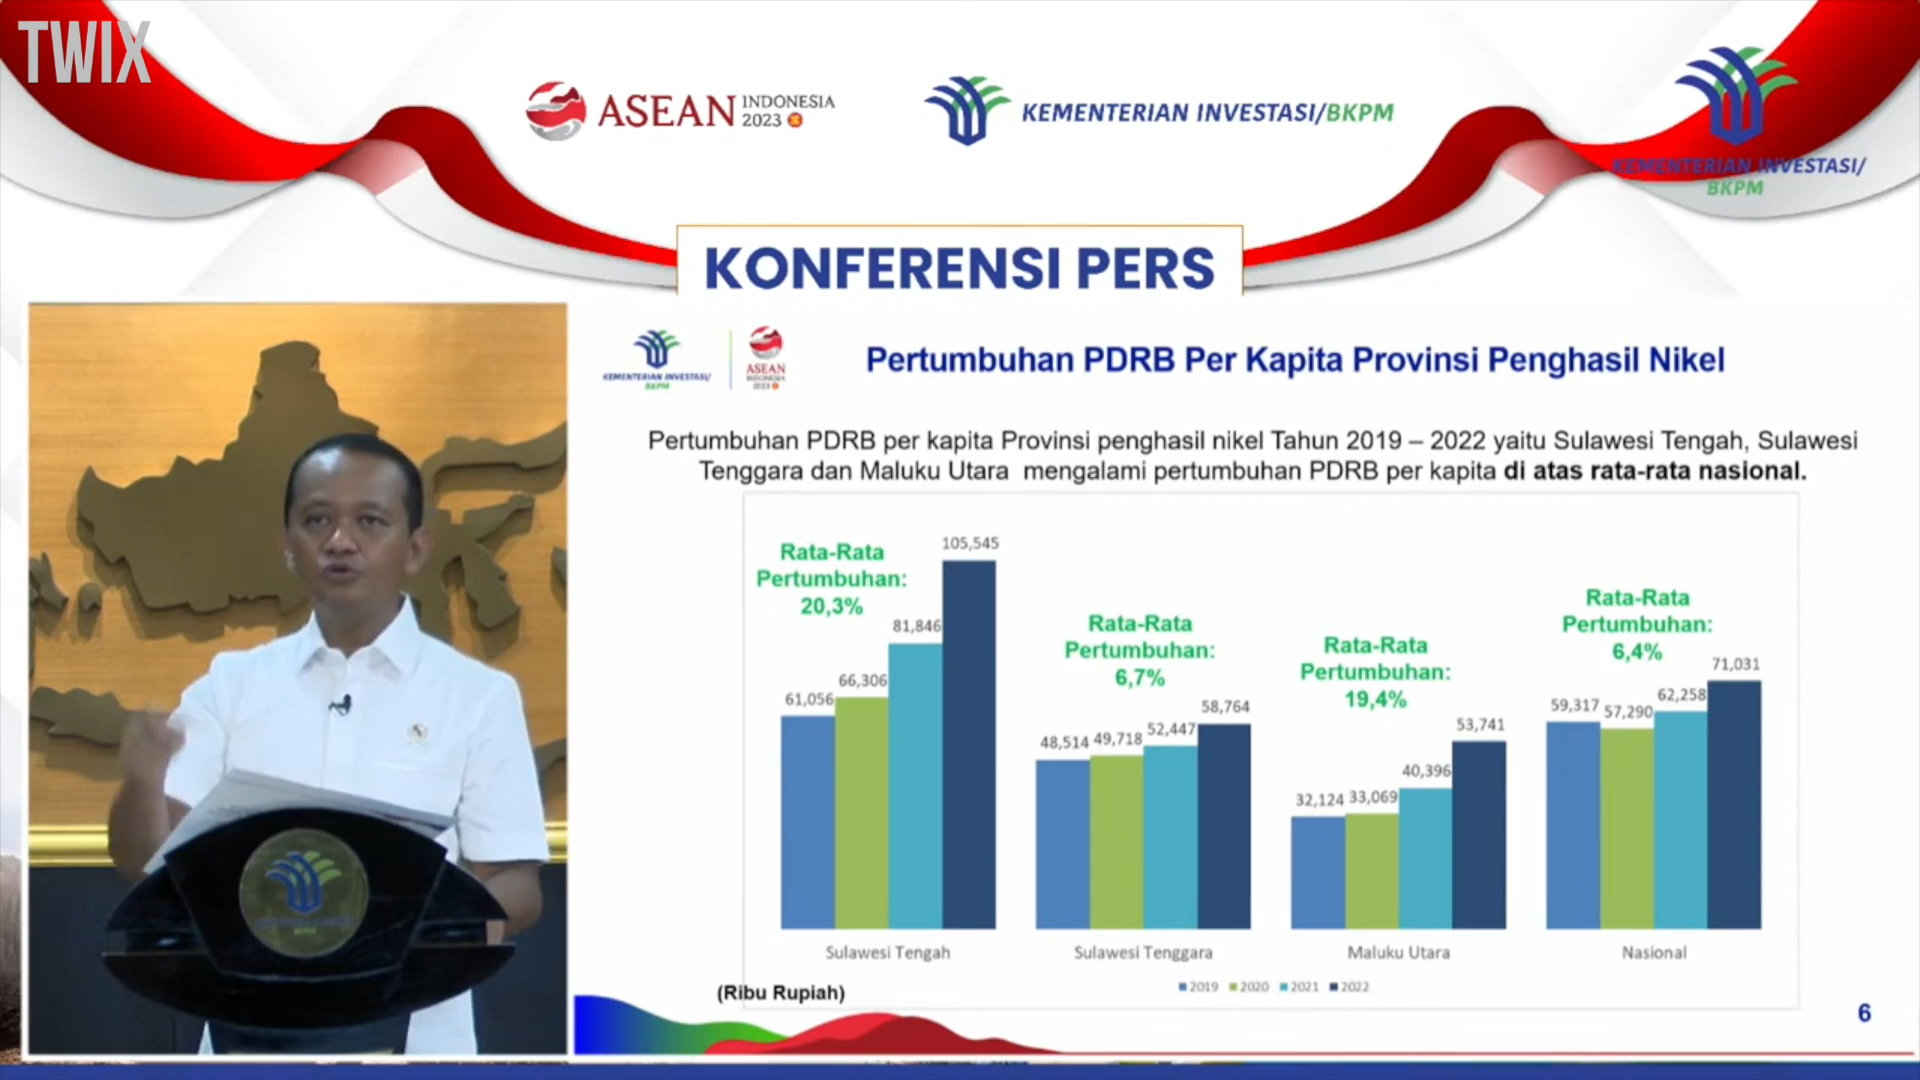 TWIX
ASEAN INDONESIA 2023
KEMENTERIAN INVESTASI/BKPM
KEMENTERIAN INVESTASI/
BKPM
KONFERENSI PERS
KEMENTERIAN INVESTASI/
BKPM
ASEAN
INDONESIA
2023
Pertumbuhan PDRB Per Kapita Provinsi Penghasil Nikel
Pertumbuhan PDRB per kapita Provinsi penghasil nikel Tahun 2019 – 2022 yaitu Sulawesi Tengah, Sulawesi
Tenggara dan Maluku Utara mengalami pertumbuhan PDRB per kapita di atas rata-rata nasional.
Rata-Rata
Pertumbuhan:
20,3%
61,056
66,306
81,846
105,545
Rata-Rata
Pertumbuhan:
6,7%
48,514
49,718
52,447
58,764
Rata-Rata
Pertumbuhan:
19,4%
32,124
33,069
40,396
53,741
Rata-Rata
Pertumbuhan:
6,4%
59,317
57,290
62,258
71,031
Sulawesi Tengah
Sulawesi Tenggara
Maluku Utara
Nasional
(Ribu Rupiah)
2019 2020 2021 2022
6
BKPM